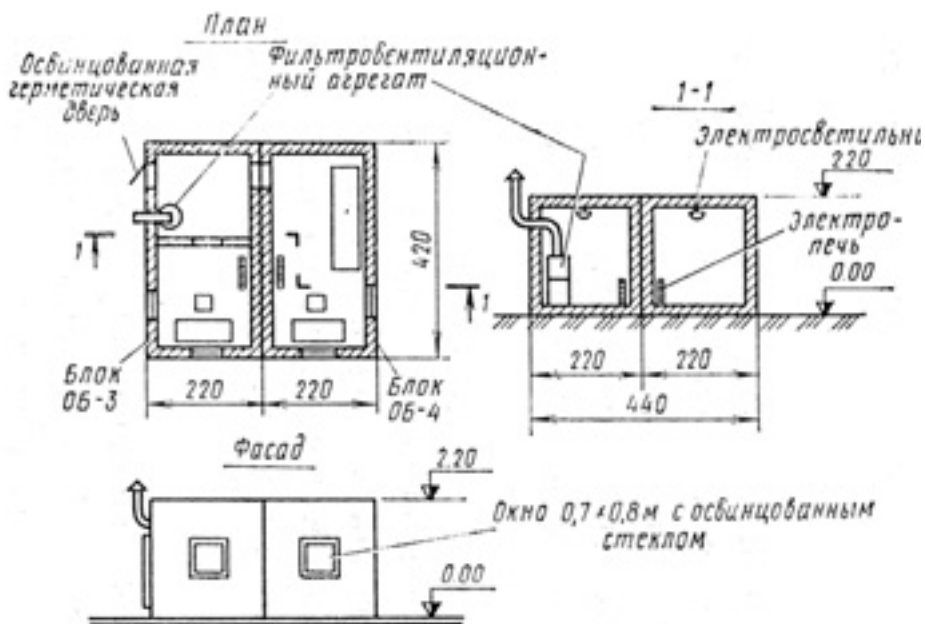 План
Освинцованная
герметическая
дверь
Фильтровентиляцион-
ный агрегат
1-1
Электросветильни
220
Электро-
печь
0.00
1
420
1
Блок
ОБ-3
220
220
Блок
ОБ-4
220
220
440
Фасад
2.20
Окна 0,7×0,8м с освинцованным
стеклом
0.00